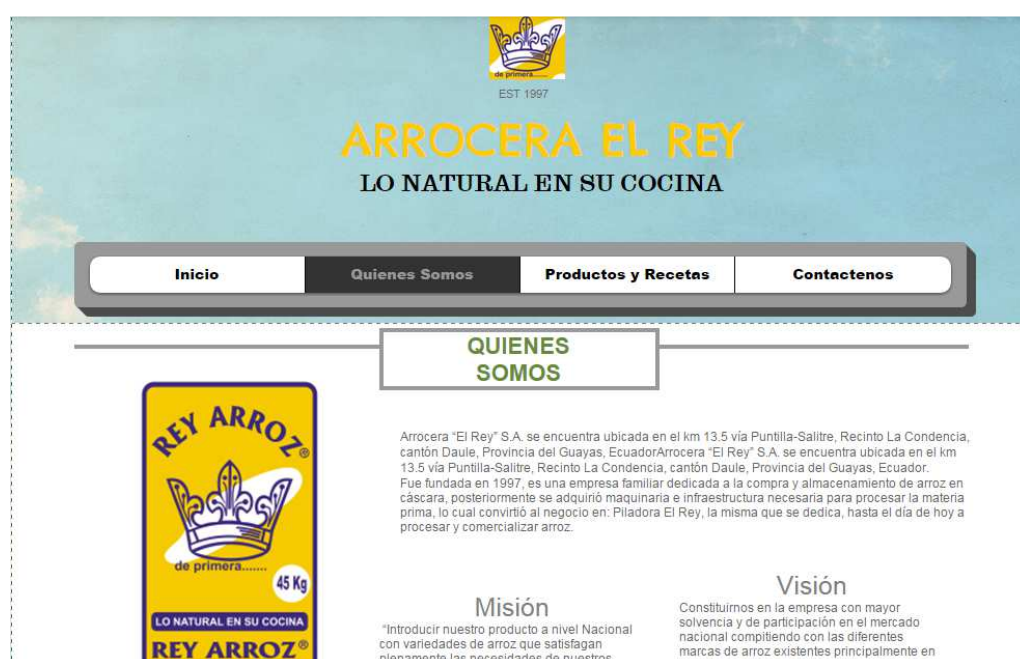 de primera......
EST 1997
ARROCERA EL REY
LO NATURAL EN SU COCINA
Inicio
Quienes Somos
Productos y Recetas
Contactenos
QUIENES
SOMOS
REY ARROZ®
de primera.......
45 Kg
LO NATURAL EN SU COCINA
REY ARROZ®
Arrocera “El Rey” S.A. se encuentra ubicada en el km 13.5 vía Puntilla-Salitre, Recinto La Condencia,
cantón Daule, Provincia del Guayas, EcuadorArrocera “El Rey” S.A. se encuentra ubicada en el km
13.5 vía Puntilla-Salitre, Recinto La Condencia, cantón Daule, Provincia del Guayas, Ecuador.
Fue fundada en 1997, es una empresa familiar dedicada a la compra y almacenamiento de arroz en
cáscara, posteriormente se adquirió maquinaria e infraestructura necesaria para procesar la materia
prima, lo cual convirtió al negocio en: Piladora El Rey, la misma que se dedica, hasta el día de hoy a
procesar y comercializar arroz.
Misión
“Introducir nuestro producto a nivel Nacional
con variedades de arroz que satisfagan
plenamente las necesidades de nuestros
Visión
Constituirnos en la empresa con mayor
solvencia y de participación en el mercado
nacional compitiendo con las diferentes
marcas de arroz existentes principalmente en